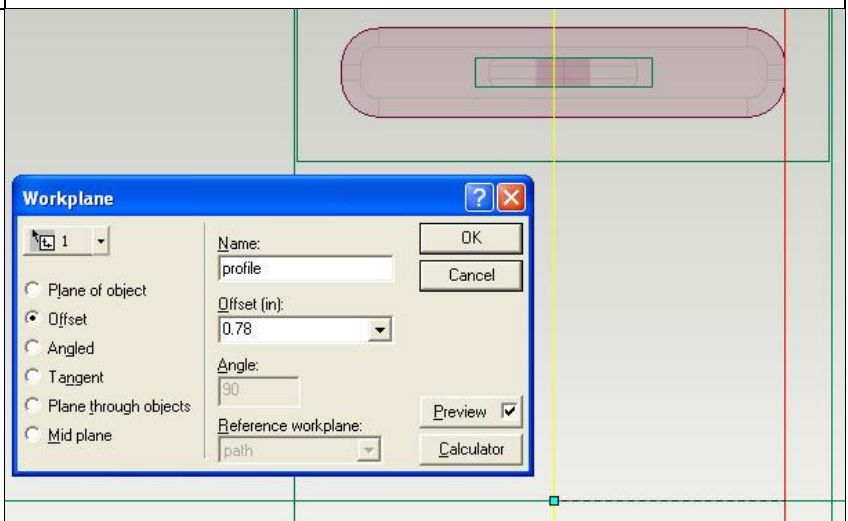 Workplane
1
Plane of object
Offset
Angled
Tangent
Plane through objects
Mid plane
Name:
profile
Offset (in):
0.78
Angle:
90
Reference workplane:
path
OK
Cancel
Preview
Calculator